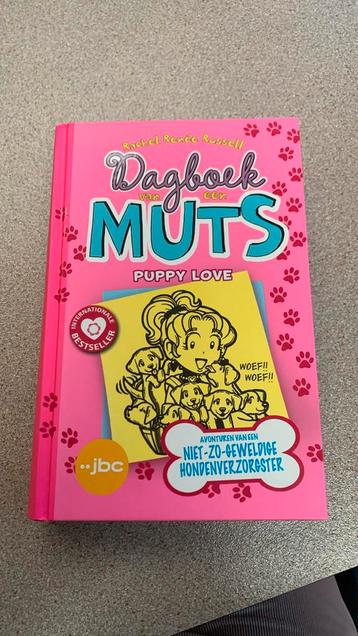 Rachel Renée Russell
Dagboek
van een
MUTS
PUPPY LOVE
INTERNATIONALE
BESTSELLER
WOEF!!
WOEF!!
AVONTUREN VAN EEN
NIET-ZO-GEWELDIGE
HONDENVERZORGSTER
jbc